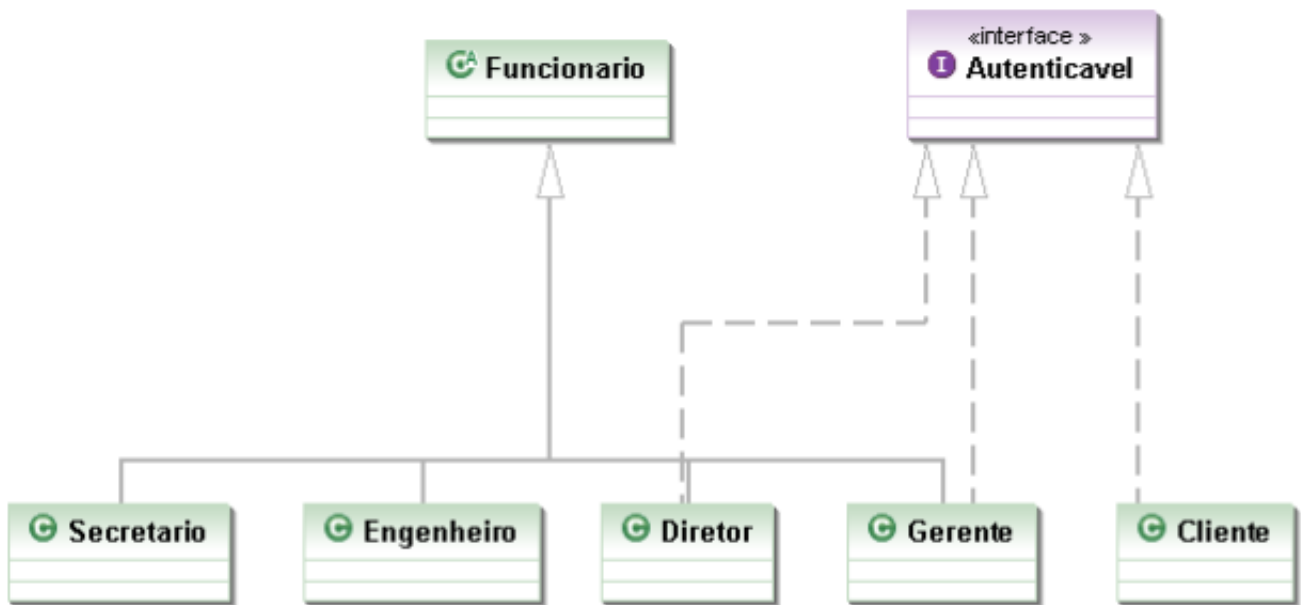 Funcionario
«interface »
Autenticavel
Secretario
Engenheiro
Diretor
Gerente
Cliente